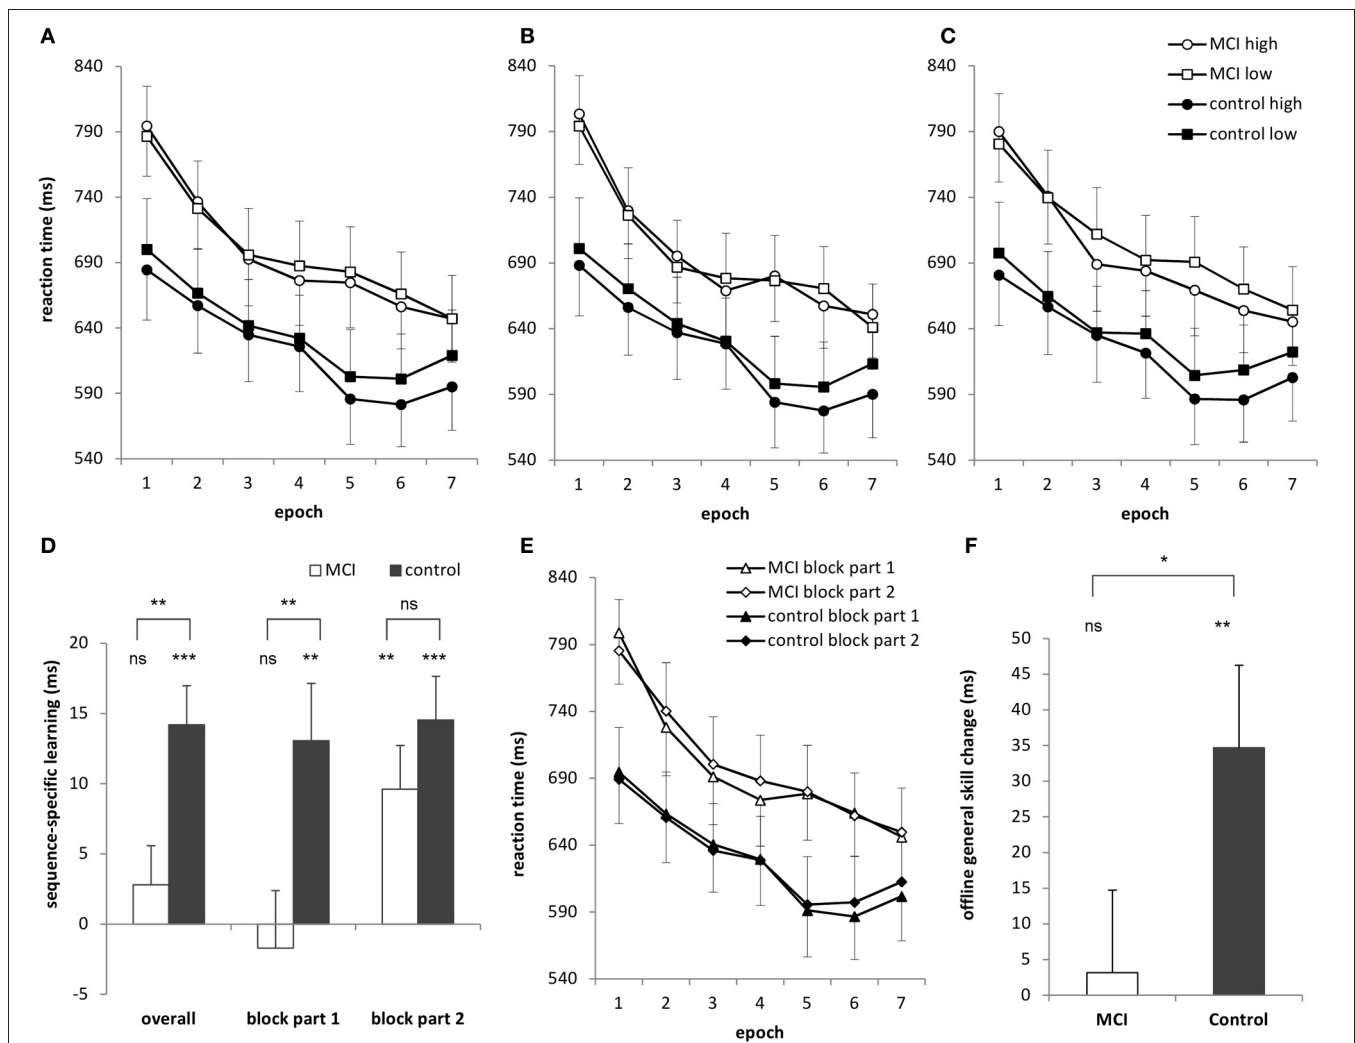 A
840
790
740
690
640
590
540
reaction time (ms)
1 2 3 4 5 6 7
epoch
B
840
790
740
690
640
590
540
1 2 3 4 5 6 7
epoch
C
MCI high
MCI low
control high
control low
840
790
740
690
640
590
540
1 2 3 4 5 6 7
epoch
D
MCI control
** ** ns
ns *** ns ** ** ***
20
15
10
5
0
-5
sequence-specific learning (ms)
overall block part 1 block part 2
E
MCI block part 1
MCI block part 2
control block part 1
control block part 2
840
790
740
690
640
590
540
reaction time (ms)
1 2 3 4 5 6 7
epoch
F
*
ns **
50
45
40
35
30
25
20
15
10
5
0
offline general skill change (ms)
MCI Control